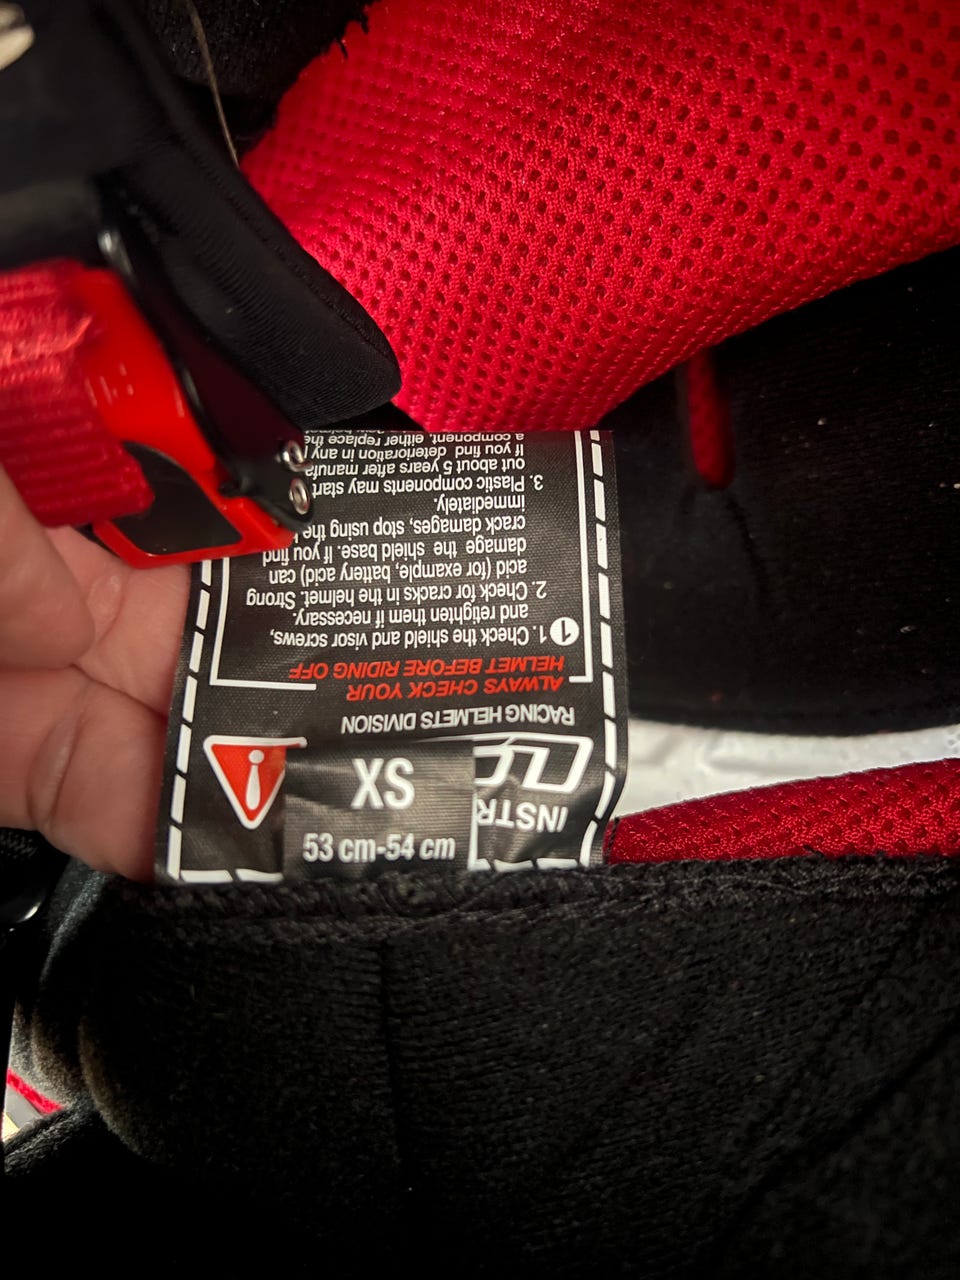 XS
53 cm-54 cm
INSTR
RACING HELMETS DIVISION
ALWAYS CHECK YOUR
HELMET BEFORE RIDING OFF
1
1. Check the shield and visor screws,
and retighten them if necessary.
2. Check for cracks in the helmet. Strong
acid (for example, battery acid) can
damage the shield base. If you find
crack damages, stop using the
immediately.
3. Plastic components may start
out about 5 years after manufa
If you find deterioration in any
a component, either replace the